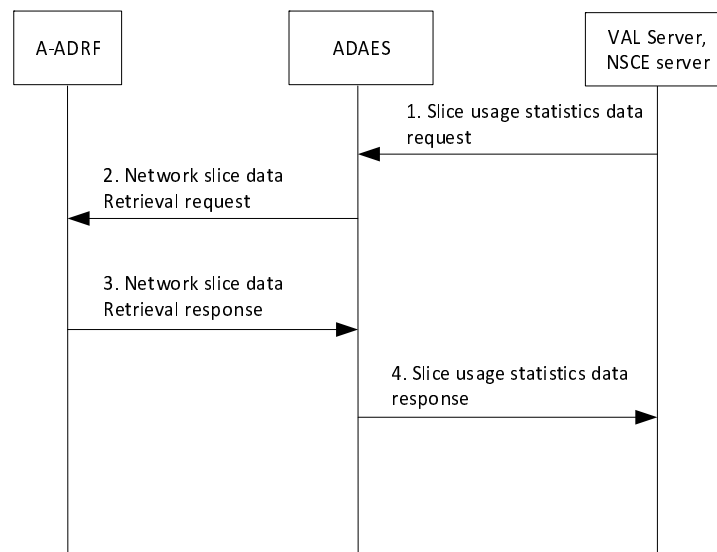 A-ADRF
ADAES
VAL Server,
NSCE server
1. Slice usage statistics data
request
2. Network slice data
Retrieval request
3. Network slice data
Retrieval response
4. Slice usage statistics data
response